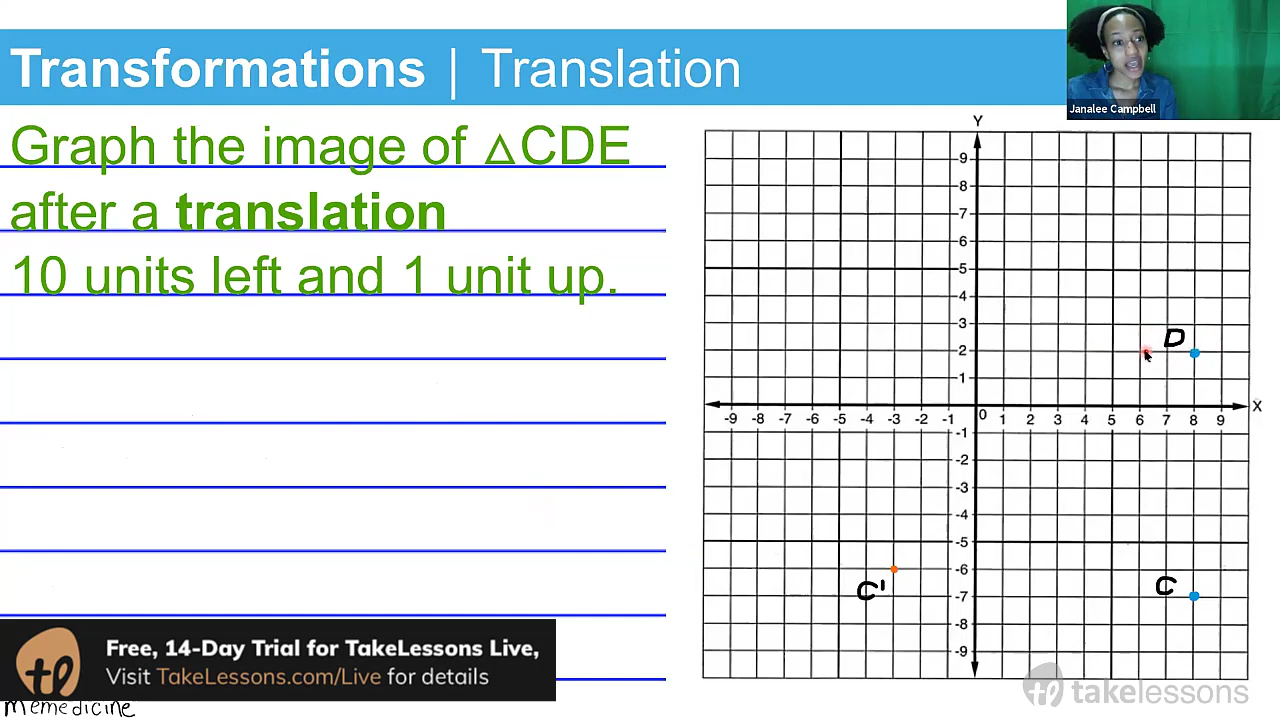 Transformations | Translation
Janalee Campbell
Graph the image of △CDE
after a translation
10 units left and 1 unit up.
Y
9
8
7
6
5
4
3
D
2
1
X
-9 -8 -7 -6 -5 -4 -3 -2 -1 0 1 2 3 4 5 6 7 8 9
-1
-2
-3
-4
-5
-6
C' C
-7
-8
-9
Free, 14-Day Trial for TakeLessons Live,
Visit TakeLessons.com/Live for details
tl
tl takelessons
memedicine